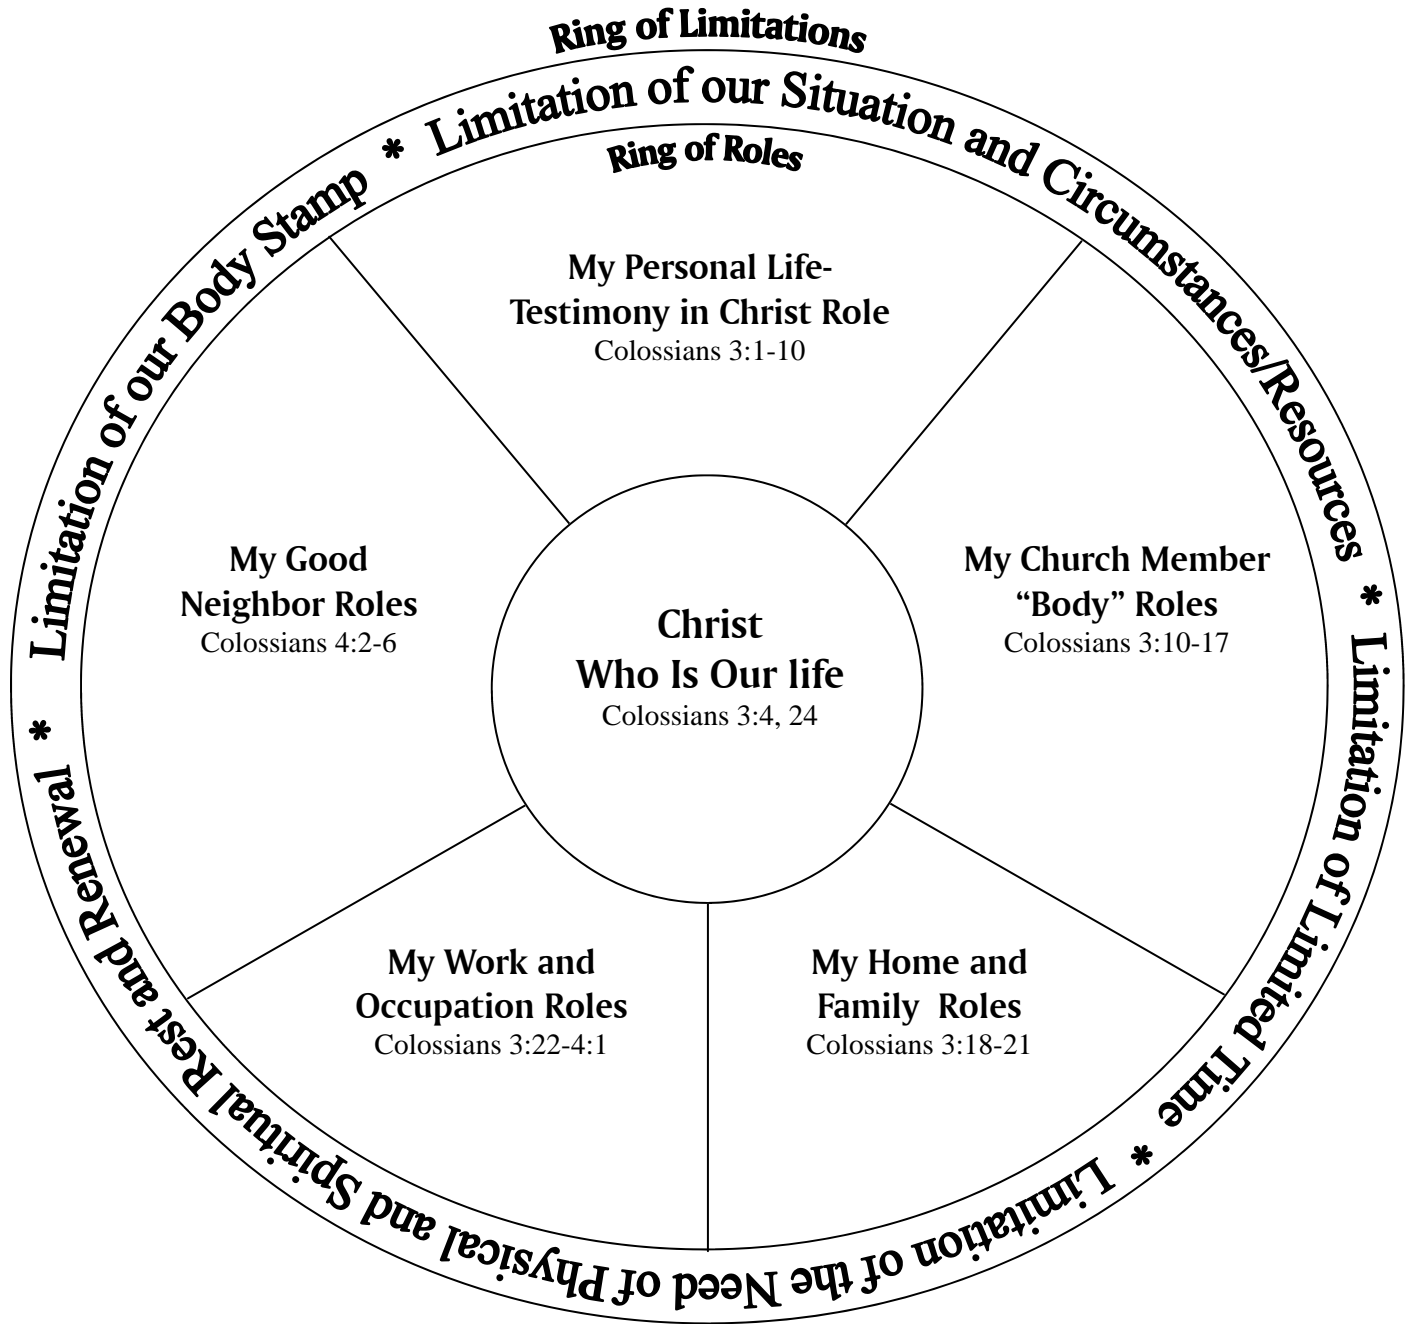 Ring of Limitations
Limitation of our Body Stamp * Limitation of our Situation and Circumstances/Resources * Limitation of Limited Time * Limitation of the Need of Physical and Spiritual Rest and Renewal *
Ring of Roles
My Personal Life-
Testimony in Christ Role
Colossians 3:1-10
My Good
Neighbor Roles
Colossians 4:2-6
Christ
Who Is Our life
Colossians 3:4, 24
My Church Member
“Body” Roles
Colossians 3:10-17
My Work and
Occupation Roles
Colossians 3:22-4:1
My Home and
Family Roles
Colossians 3:18-21